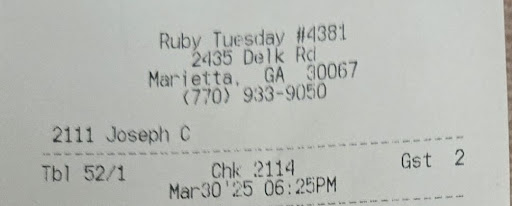 Ruby Tuesday #4381
2435 Delk Rd
Marietta, GA 30067
(770) 933-9050
2111 Joseph C
Tbl 52/1 Chk 2114 Gst 2
Mar30'25 06:25PM